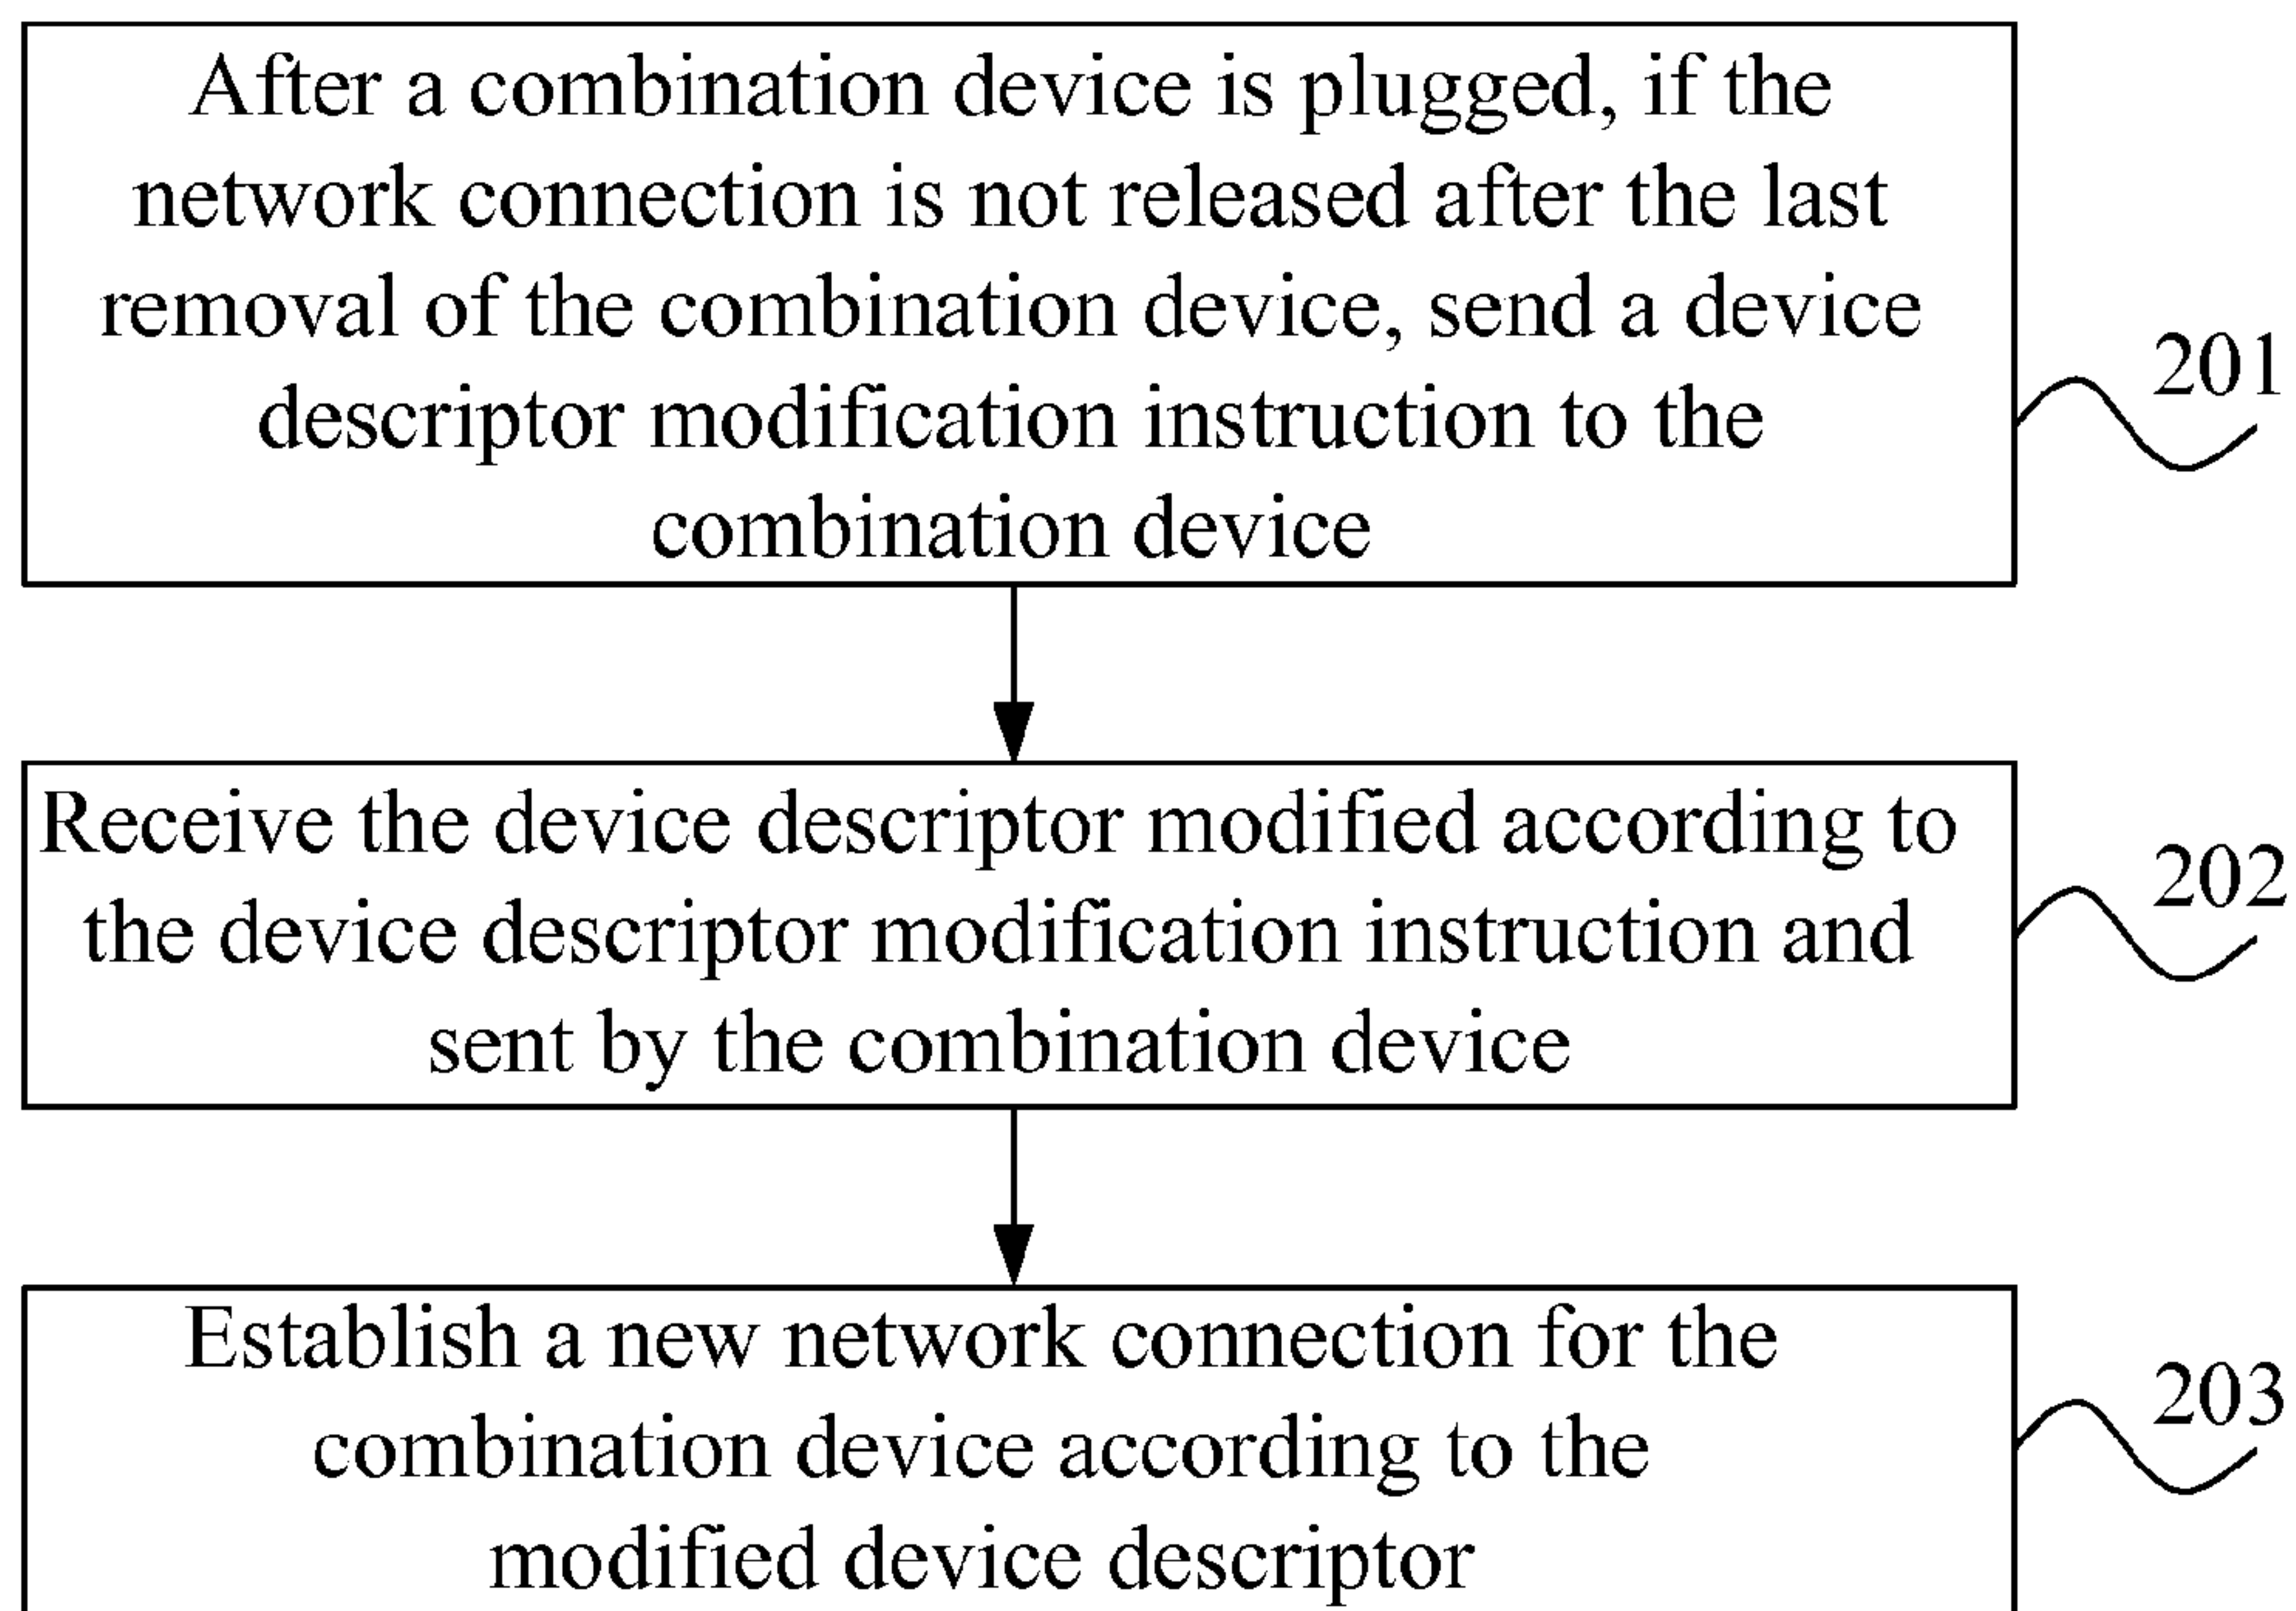 After a combination device is plugged, if the
network connection is not released after the last
removal of the combination device, send a device
descriptor modification instruction to the
combination device
201
Receive the device descriptor modified according to
the device descriptor modification instruction and
sent by the combination device
202
Establish a new network connection for the
combination device according to the
modified device descriptor
203